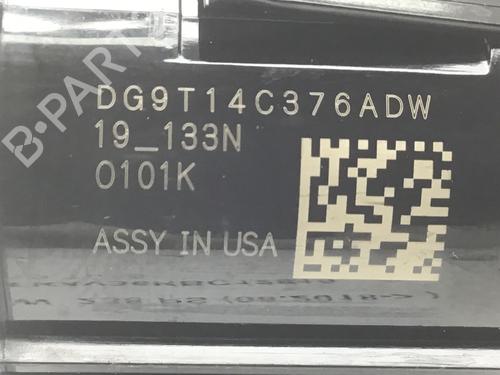 B-PARTS
DG9T14C376ADW
19_133N
0101K
ASSY IN USA